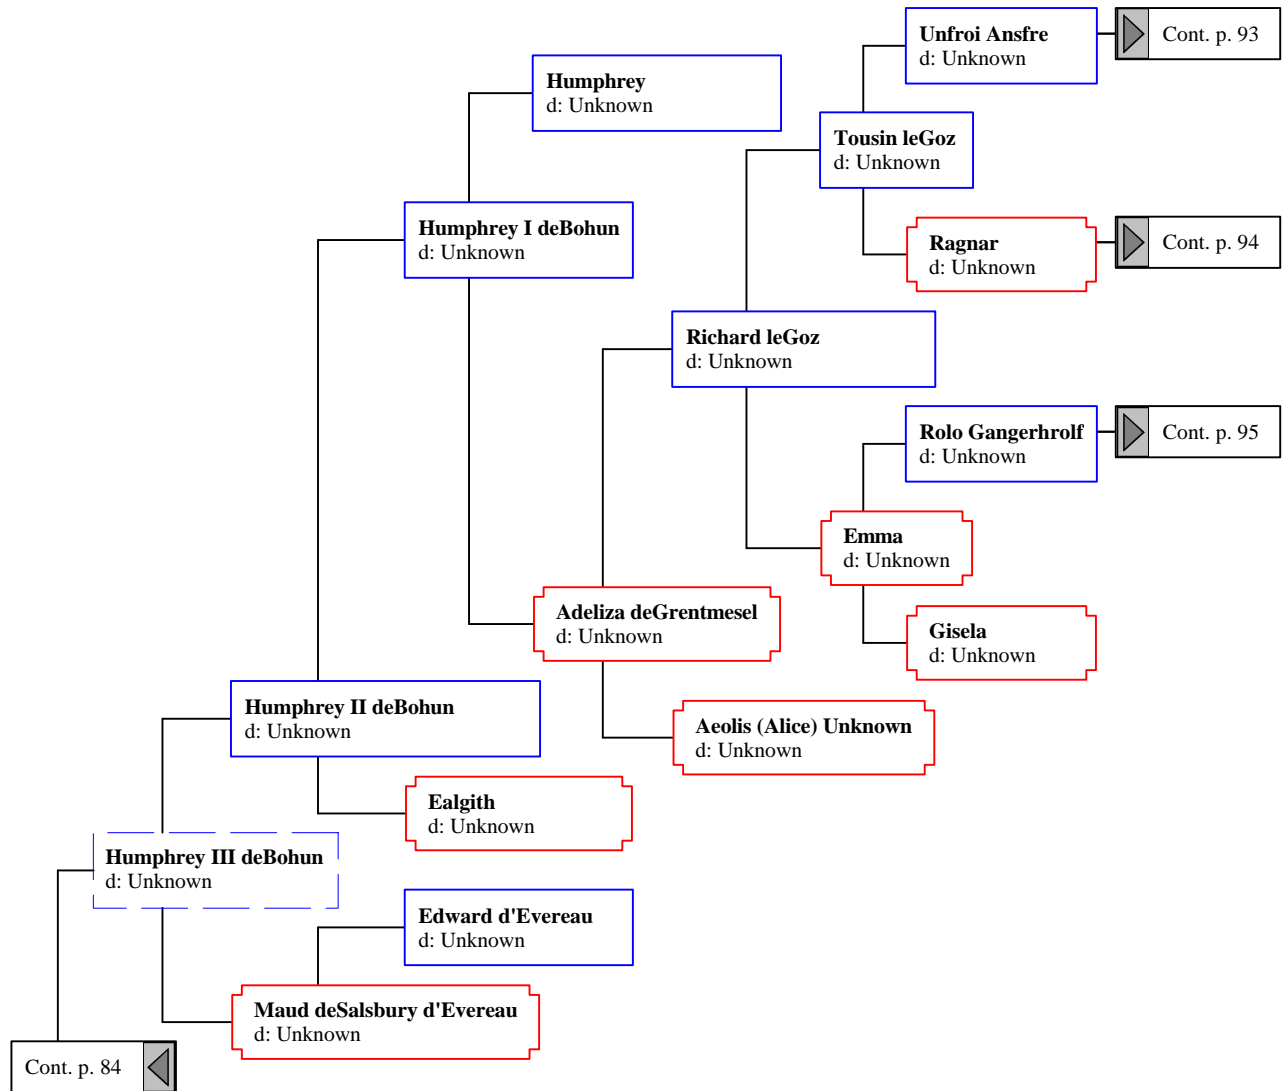 Unfroi Ansfre
d: Unknown
Cont. p. 93
Humphrey
d: Unknown
Tousin leGoz
d: Unknown
Humphrey I deBohun
d: Unknown
Ragnar
d: Unknown
Cont. p. 94
Richard leGoz
d: Unknown
Rolo Gangerhrolf
d: Unknown
Cont. p. 95
Emma
d: Unknown
Adeliza deGrentmesel
d: Unknown
Gisela
d: Unknown
Humphrey II deBohun
d: Unknown
Aeolis (Alice) Unknown
d: Unknown
Ealgith
d: Unknown
Humphrey III deBohun
d: Unknown
Edward d'Evereau
d: Unknown
Maud deSalsbury d'Evereau
d: Unknown
Cont. p. 84